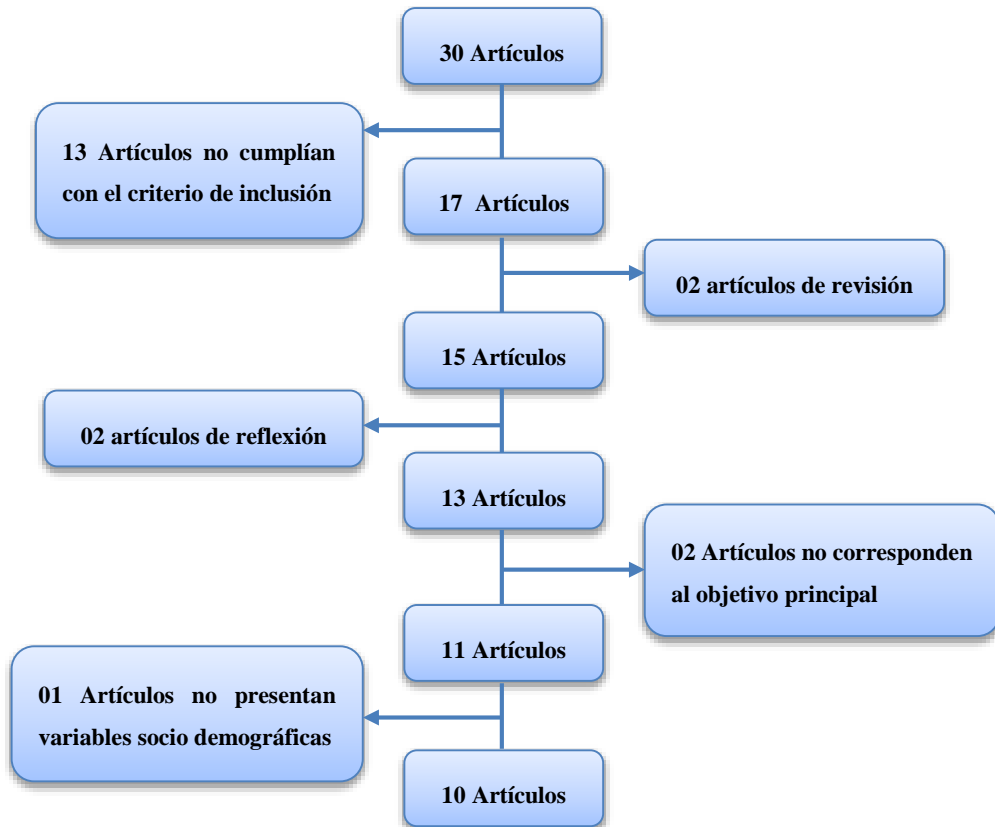 30 Artículos
13 Artículos no cumplían
con el criterio de inclusión
17 Artículos
02 artículos de revisión
15 Artículos
02 artículos de reflexión
13 Artículos
02 Artículos no corresponden
al objetivo principal
11 Artículos
01 Artículos no presentan
variables socio demográficas
10 Artículos